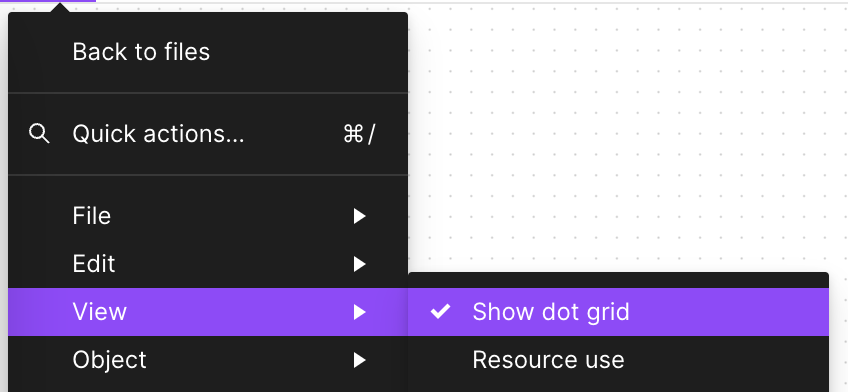 Back to files
Quick actions... ⌘/
File
Edit
View
Show dot grid
Object
Resource use